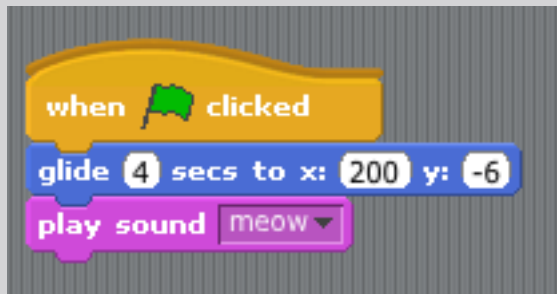 when clicked
glide 4 secs to x: 200 y: -6
play sound meow